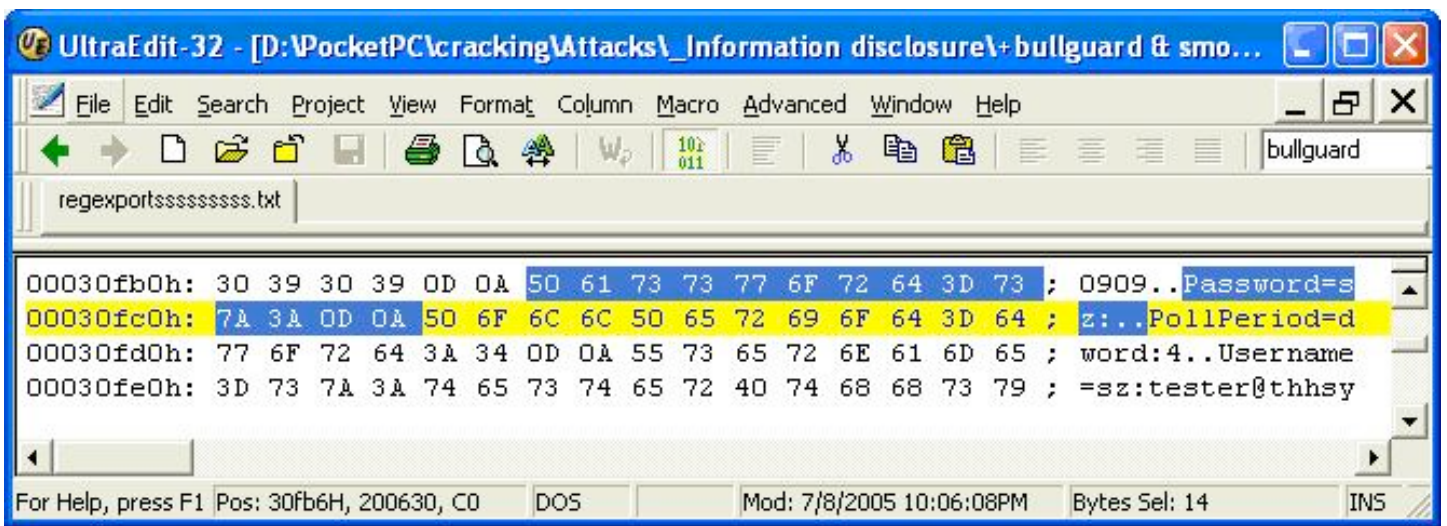 UltraEdit-32 - [D:\PocketPC\cracking\Attacks\_Information disclosure\+bullguard & smo...
File Edit Search Project View Format Column Macro Advanced Window Help
bullguard
regexportsssssssss.txt
00030fb0h: 30 39 30 39 0D 0A 50 61 73 73 77 6F 72 64 3D 73 ; 0909..Password=s
00030fc0h: 7A 3A 0D 0A 50 6F 6C 6C 50 65 72 69 6F 64 3D 64 ; z:..PollPeriod=d
00030fd0h: 77 6F 72 64 3A 34 0D 0A 55 73 65 72 6E 61 6D 65 ; word:4..Username
00030fe0h: 3D 73 7A 3A 74 65 73 74 65 72 40 74 68 68 73 79 ; =sz:tester@thhsy
For Help, press F1 Pos: 30fb6H, 200630, C0 DOS Mod: 7/8/2005 10:06:08PM Bytes Sel: 14 INS